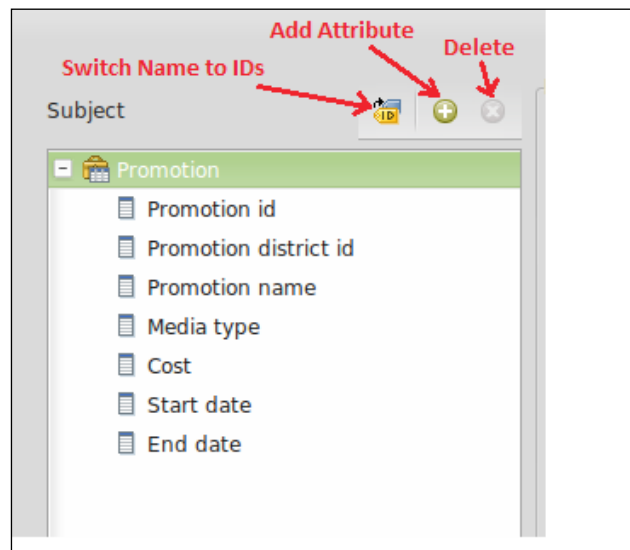 Add Attribute
Delete
Switch Name to IDs
Subject
ID
Promotion
Promotion id
Promotion district id
Promotion name
Media type
Cost
Start date
End date